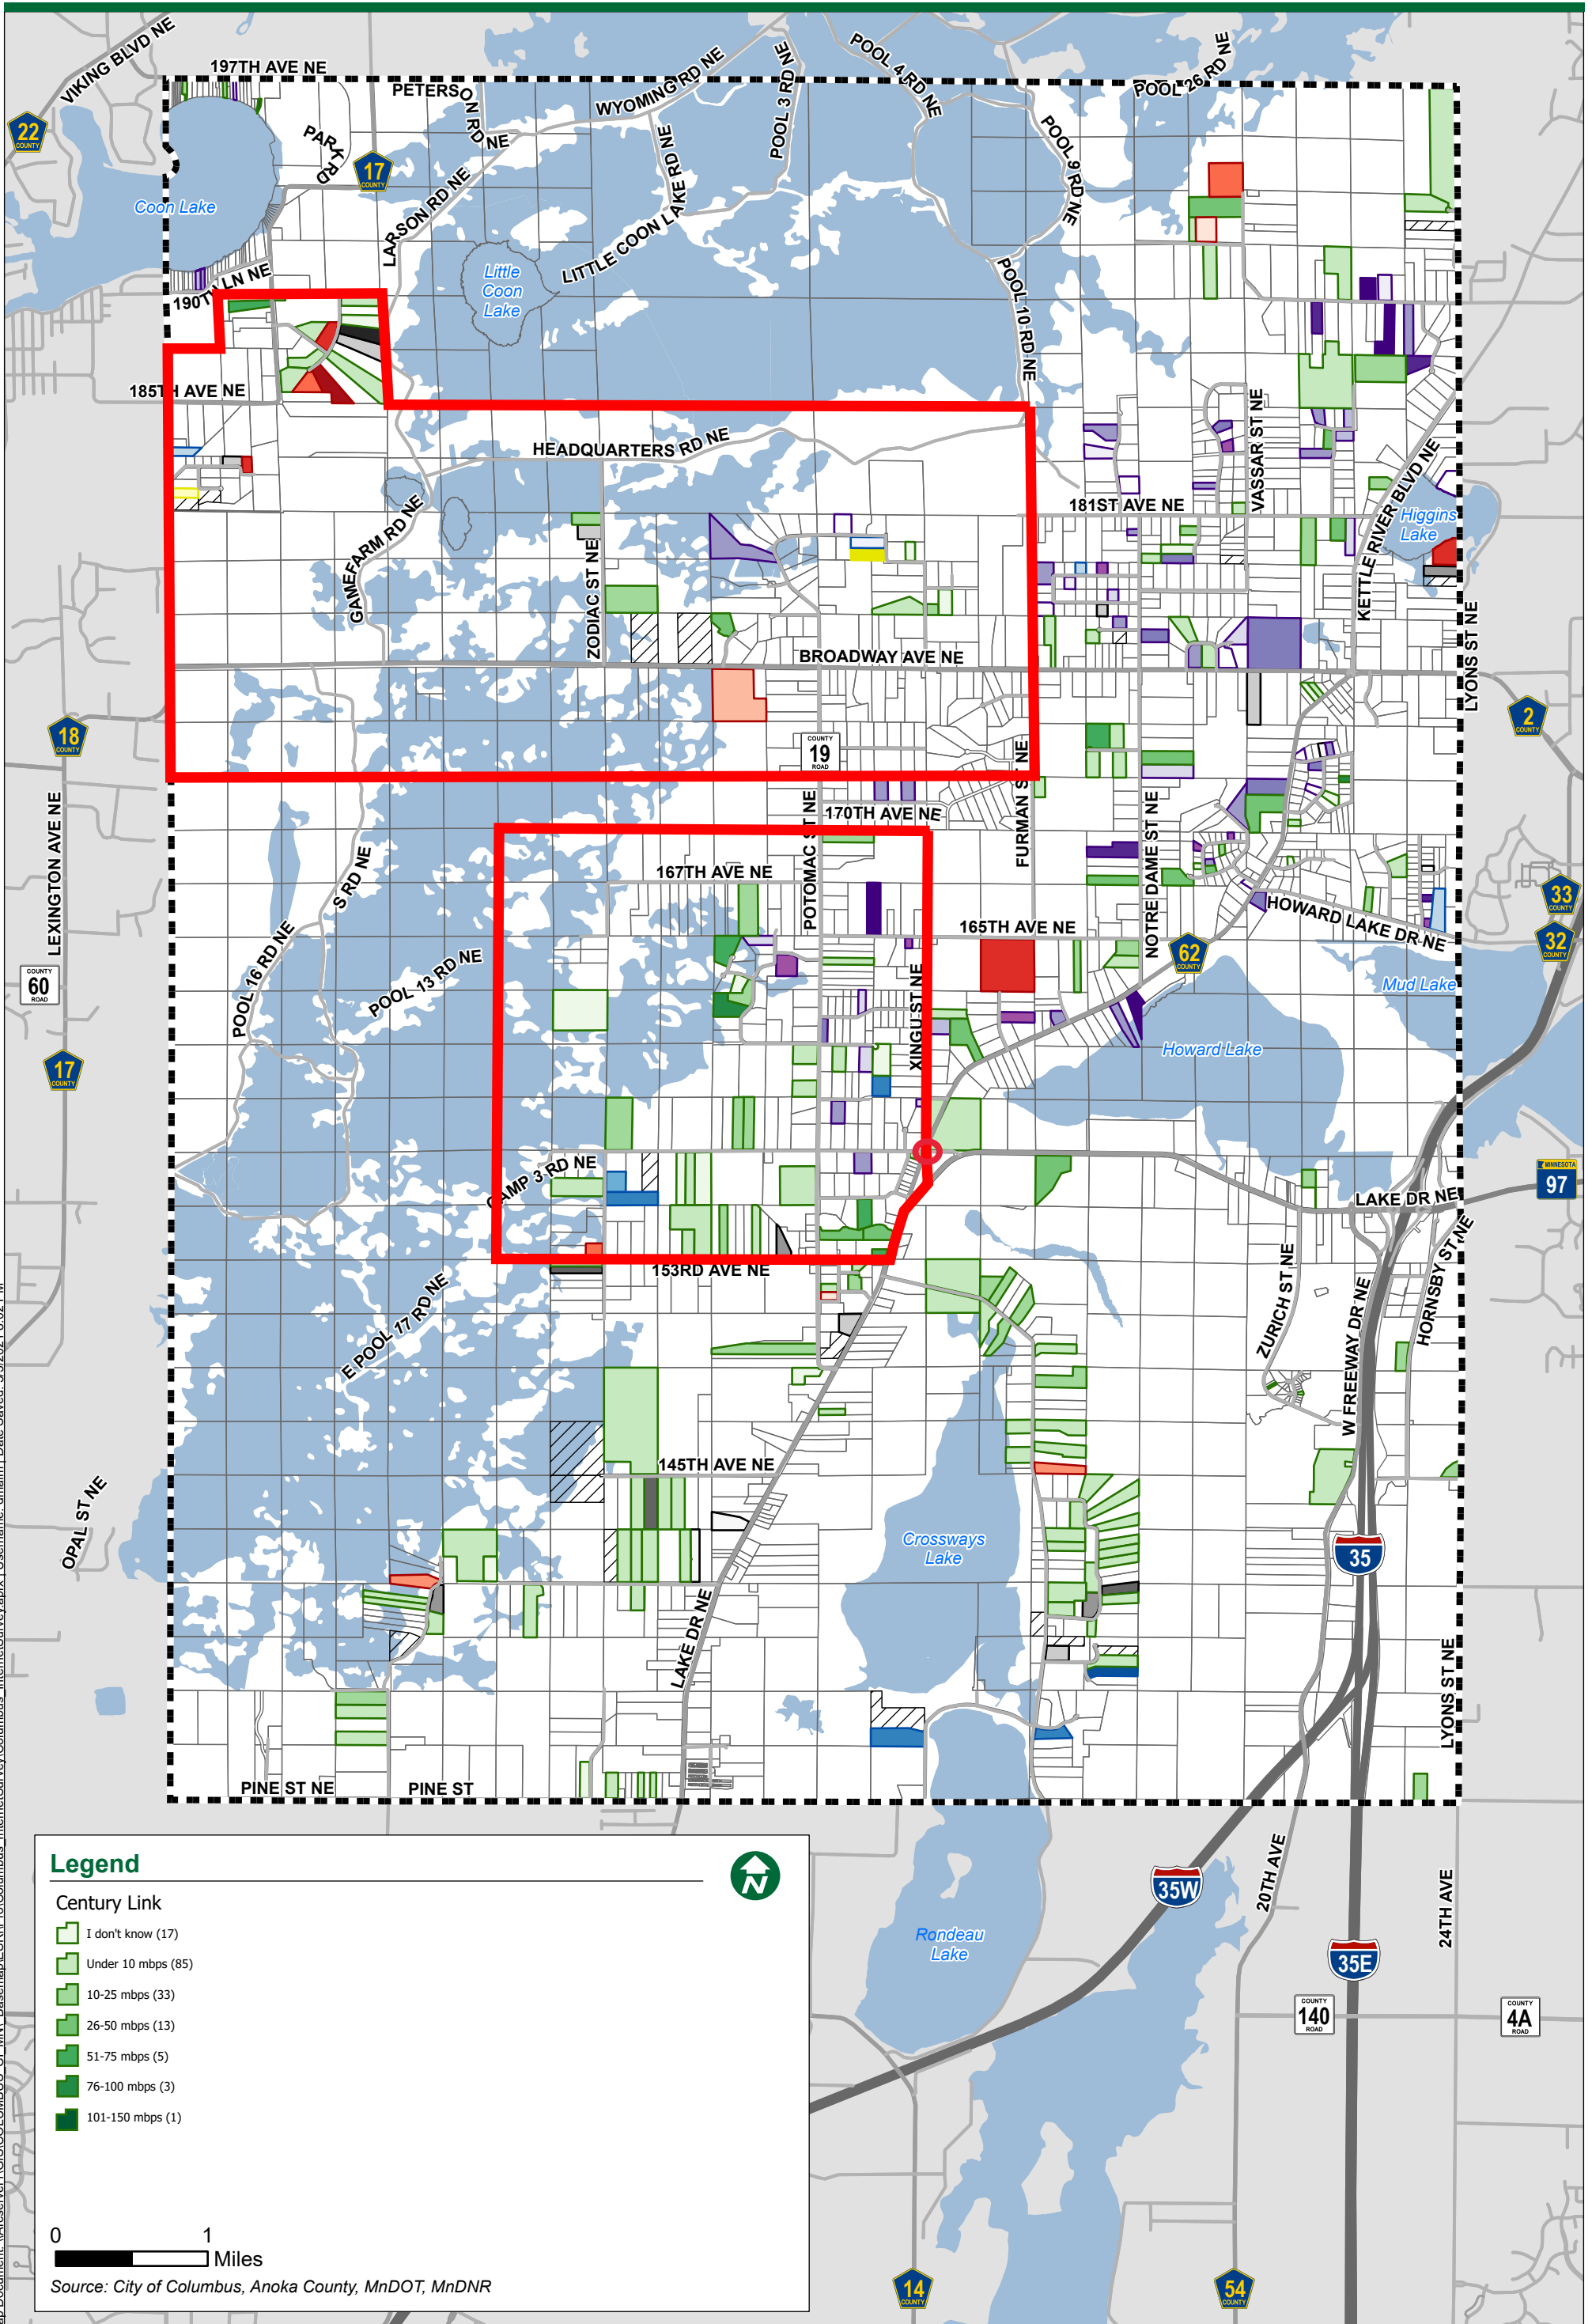 VIKING BLVD NE
197TH AVE NE
PETERSON RD NE
WYOMING RD NE
POOL 3 RD NE
POOL 4 RD NE
POOL 26 RD NE
22
COUNTY
PARK RD
17
COUNTY
LARSON RD NE
LITTLE COON LAKE RD NE
POOL 9 RD NE
Coon Lake
190TH LN NE
Little
Coon
Lake
POOL 10 RD NE
185TH AVE NE
HEADQUARTERS RD NE
VASSAR ST NE
KETTLE RIVER BLVD NE
181ST AVE NE
Higgins
Lake
GAMEFARM RD NE
ZODIAC ST NE
BROADWAY AVE NE
LYONS ST NE
18
COUNTY
COUNTY
19
ROAD
2
COUNTY
LEXINGTON AVE NE
170TH AVE NE
POTOMAC ST NE
FURMAN ST NE
NOTRE DAME ST NE
S RD NE
167TH AVE NE
165TH AVE NE
HOWARD LAKE DR NE
33
COUNTY
32
COUNTY
62
COUNTY
COUNTY
60
ROAD
POOL 16 RD NE
POOL 13 RD NE
Mud Lake
XINGU ST NE
Howard Lake
17
COUNTY
CAMP 3 RD NE
LAKE DR NE
MINNESOTA
97
153RD AVE NE
E POOL 17 RD NE
ZURICH ST NE
W FREEWAY DR NE
HORNSBY ST NE
145TH AVE NE
OPAL ST NE
Crossways
Lake
35
LAKE DR NE
LYONS ST NE
PINE ST NE
PINE ST
Legend
N
Century Link
I don't know (17)
Under 10 mbps (85)
10-25 mbps (33)
26-50 mbps (13)
51-75 mbps (5)
76-100 mbps (3)
101-150 mbps (1)
0 1
Miles
Source: City of Columbus, Anoka County, MnDOT, MnDNR
35W
20TH AVE
24TH AVE
Rondeau
Lake
35E
COUNTY
140
ROAD
COUNTY
4A
ROAD
14
COUNTY
54
COUNTY